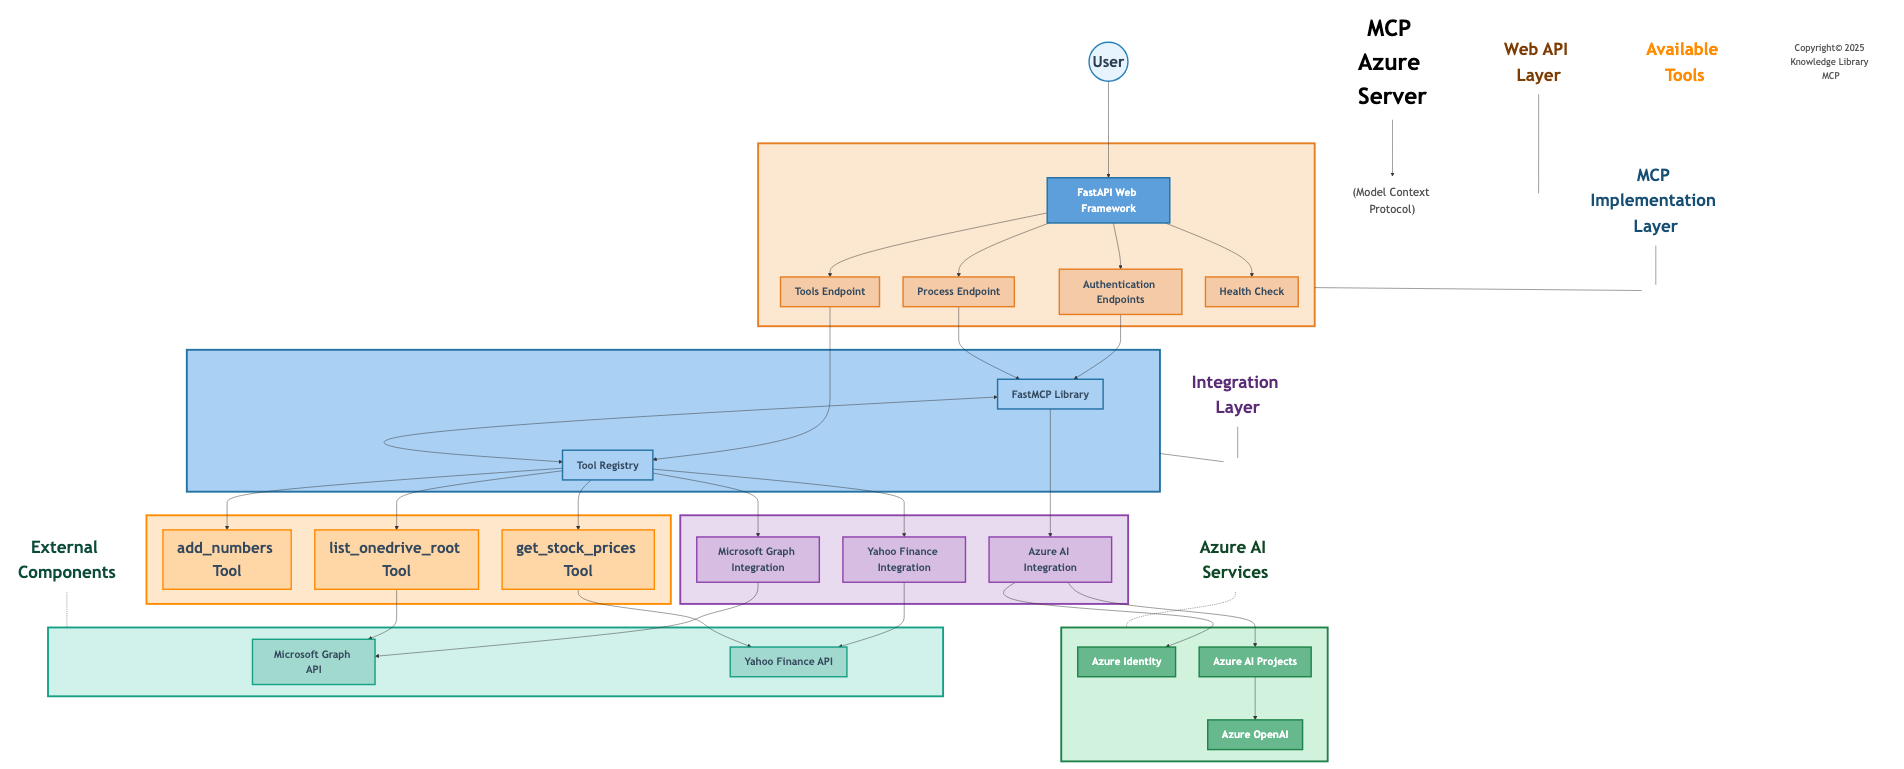 MCP
Azure
Server
Web API
Layer
Available
Tools
Copyright© 2025
Knowledge Library
MCP
User
(Model Context
Protocol)
MCP
Implementation
Layer
FastAPI Web
Framework
Tools Endpoint
Process Endpoint
Authentication
Endpoints
Health Check
FastMCP Library
Integration
Layer
Tool Registry
External
Components
add_numbers
Tool
list_onedrive_root
Tool
get_stock_prices
Tool
Microsoft Graph
Integration
Yahoo Finance
Integration
Azure AI
Integration
Azure AI
Services
Microsoft Graph
API
Yahoo Finance API
Azure Identity
Azure AI Projects
Azure OpenAI